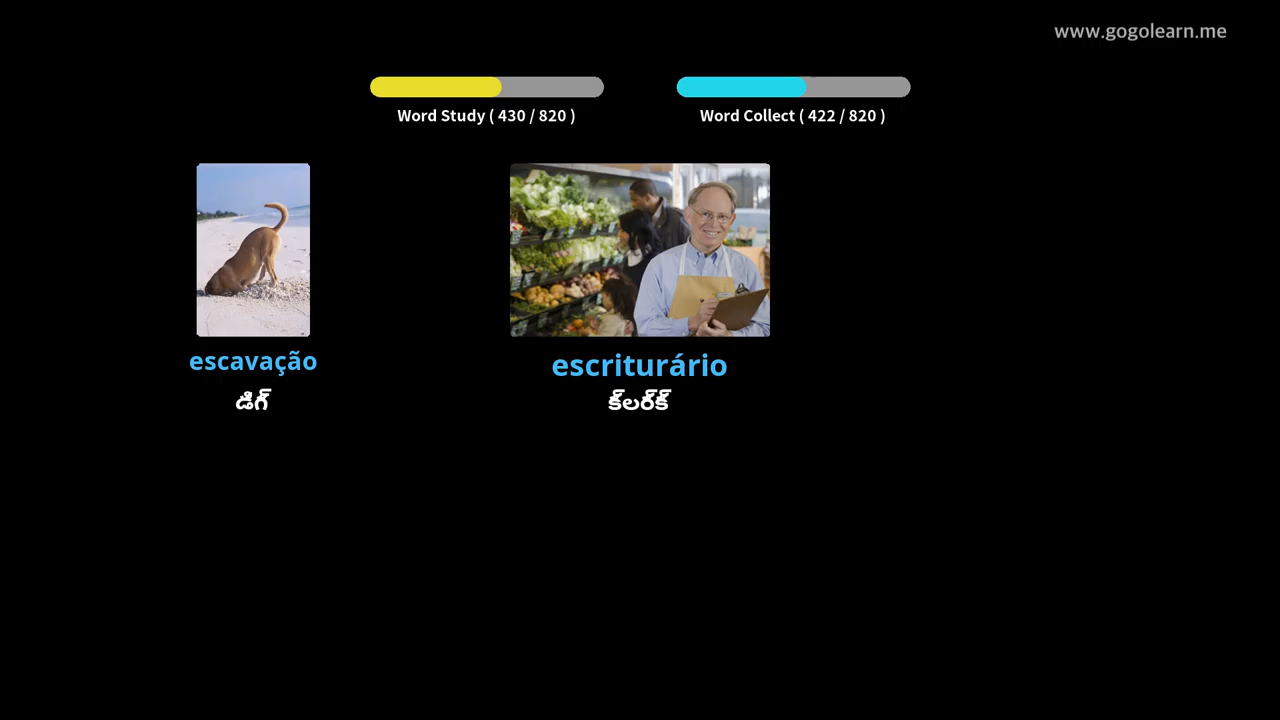 www.gogolearn.me
Word Study ( 430 / 820 )
Word Collect ( 422 / 820 )
escavação
escriturário
డిగ్
క్‌లర్‌క్